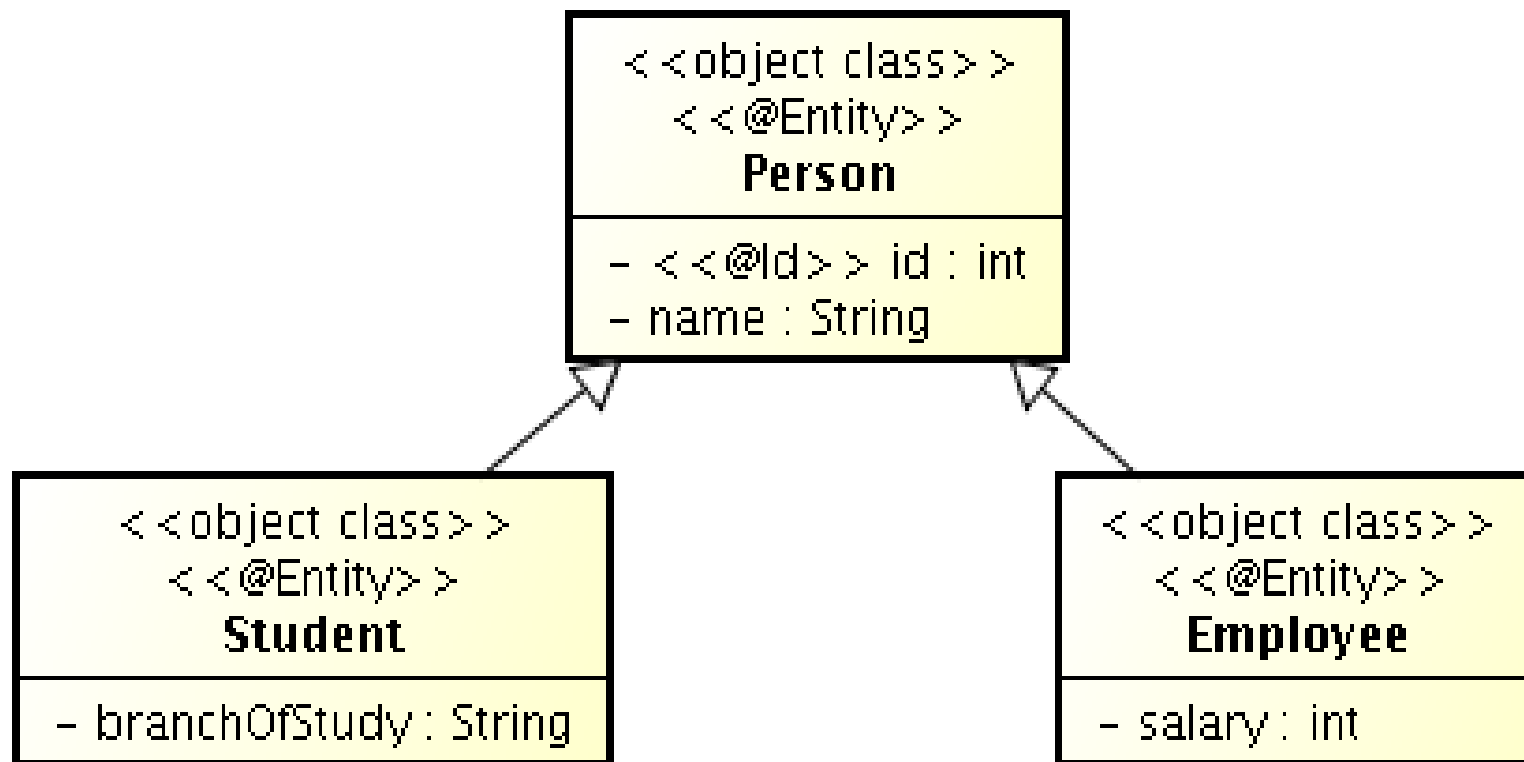 <<object class>>
<<@Entity>>
Person
- <<@Id>> id : int
- name : String
<<object class>>
<<@Entity>>
Student
- branchOfStudy : String
<<object class>>
<<@Entity>>
Employee
- salary : int